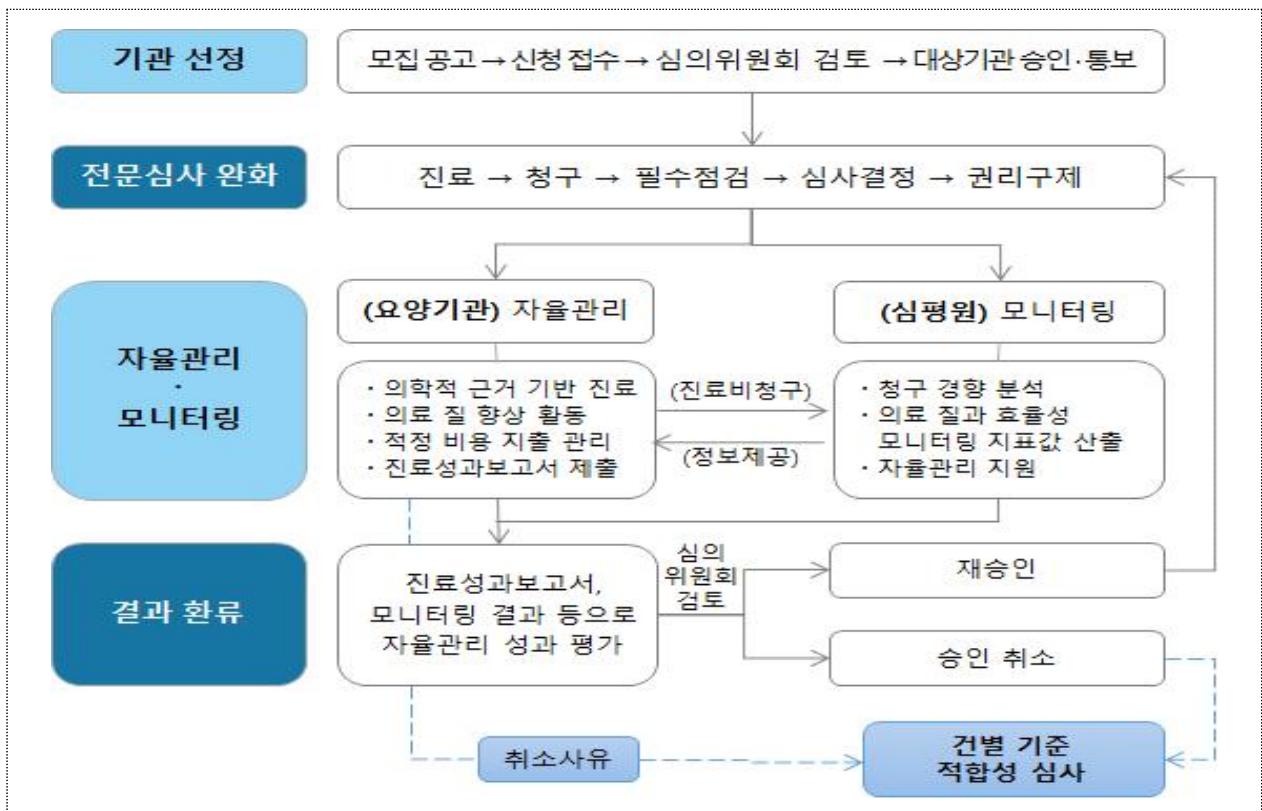 기관 선정
모집 공고 → 신청 접수 → 심의위원회 검토 → 대상기관 승인·통보
전문심사 완화
진료 → 청구 → 필수점검 → 심사결정 → 권리구제
자율관리
·
모니터링
(요양기관) 자율관리
(심평원) 모니터링
· 의학적 근거 기반 진료
· 의료 질 향상 활동
· 적정 비용 지출 관리
· 진료성과보고서 제출
(진료비청구)
(정보제공)
· 청구 경향 분석
· 의료 질과 효율성
모니터링 지표값 산출
· 자율관리 지원
결과 환류
진료성과보고서,
모니터링 결과 등으로
자율관리 성과 평가
심의
위원회
검토
재승인
승인 취소
취소사유
건별 기준
적합성 심사